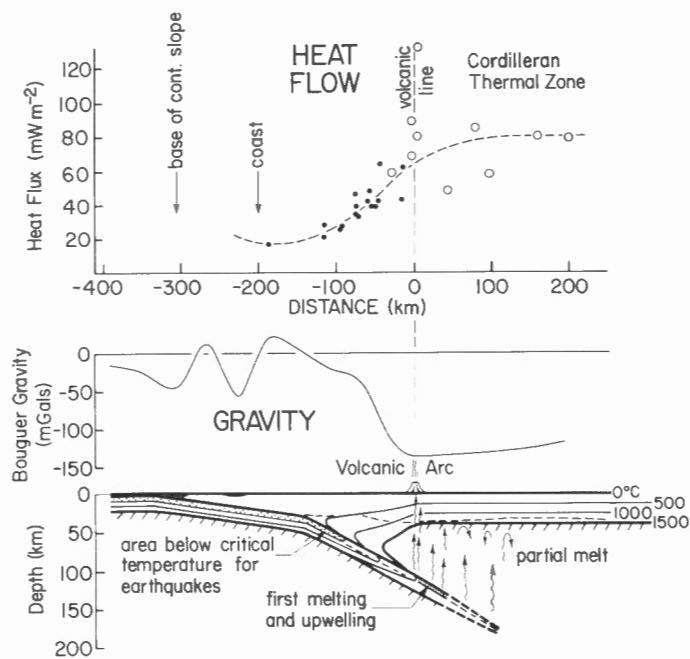 HEAT
FLOW
volcanic
line
Cordilleran
Thermal Zone
base of cont. slope
coast
Heat Flux (mW m-2)
120
100
80
60
40
20
-400 -300 -200 -100 0 100 200
DISTANCE (km)
Bouguer Gravity
(mGals)
0
-50
-100
-150
GRAVITY
Volcanic Arc
Depth (km)
0
50
100
150
200
0°C
500
1000
1500
area below critical
temperature for
earthquakes
first melting
and upwelling
partial melt